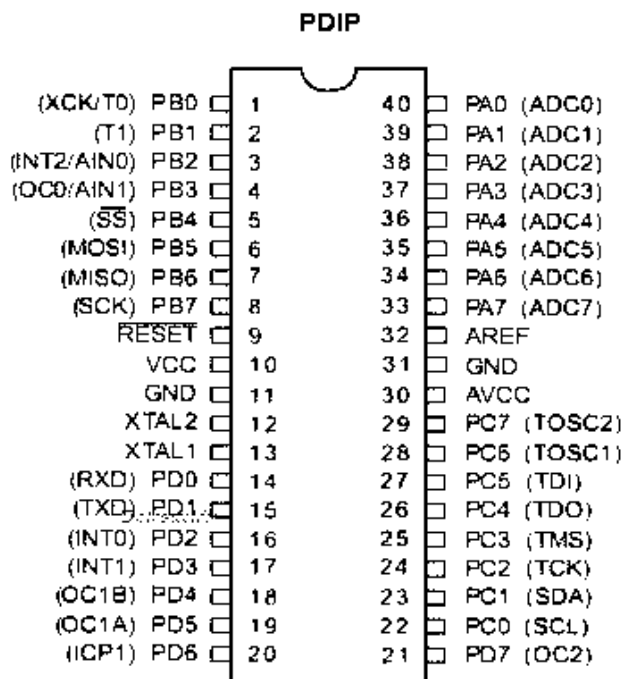 PDIP
(XCK/T0) PB0 1 40 PA0 (ADC0)
(T1) PB1 2 39 PA1 (ADC1)
(INT2/AIN0) PB2 3 38 PA2 (ADC2)
(OC0/AIN1) PB3 4 37 PA3 (ADC3)
(SS) PB4 5 36 PA4 (ADC4)
(MOSI) PB5 6 35 PA5 (ADC5)
(MISO) PB6 7 34 PA6 (ADC6)
(SCK) PB7 8 33 PA7 (ADC7)
RESET 9 32 AREF
VCC 10 31 GND
GND 11 30 AVCC
XTAL2 12 29 PC7 (TOSC2)
XTAL1 13 28 PC6 (TOSC1)
(RXD) PD0 14 27 PC5 (TDI)
(TXD) PD1 15 26 PC4 (TDO)
(INT0) PD2 16 25 PC3 (TMS)
(INT1) PD3 17 24 PC2 (TCK)
(OC1B) PD4 18 23 PC1 (SDA)
(OC1A) PD5 19 22 PC0 (SCL)
(ICP1) PD6 20 21 PD7 (OC2)